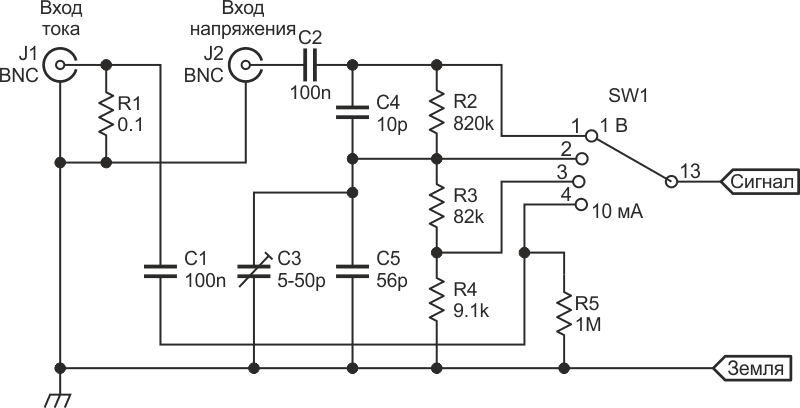 Вход
тока
J1
BNC
Вход
напряжения
J2
BNC
C2
100n
R1
0.1
C4
10p
R2
820k
SW1
1
1 В
2
3
4
10 мА
13
Сигнал
R3
82k
C1
100n
C3
5-50p
C5
56p
R4
9.1k
R5
1M
Земля